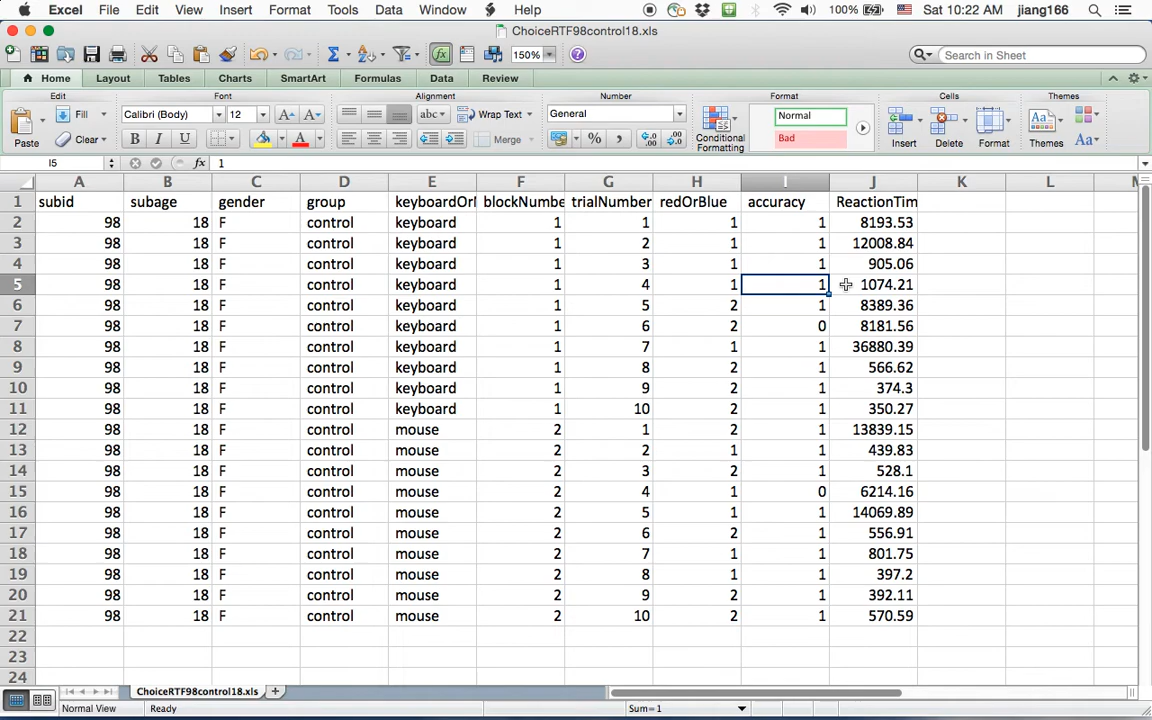 Excel File Edit View Insert Format Tools Data Window Help 100% Sat 10:22 AM jiang166
ChoiceRTF98control18.xls
150% Search in Sheet
Home Layout Tables Charts SmartArt Formulas Data Review
Edit Font Alignment Number Format Cells Themes
Fill Calibri (Body) 12 abc Wrap Text General Normal
Paste Clear B I U Merge % Conditional Formatting Bad Insert Delete Format Themes Aa
I5 fx 1
A B C D E F G H I J K L M
1 subid subage gender group keyboardOrM blockNumbe trialNumber redOrBlue accuracy ReactionTim
2 98 18 F control keyboard 1 1 1 1 8193.53
3 98 18 F control keyboard 1 2 1 1 12008.84
4 98 18 F control keyboard 1 3 1 1 905.06
5 98 18 F control keyboard 1 4 1 1 1074.21
6 98 18 F control keyboard 1 5 2 1 8389.36
7 98 18 F control keyboard 1 6 2 0 8181.56
8 98 18 F control keyboard 1 7 1 1 36880.39
9 98 18 F control keyboard 1 8 2 1 566.62
10 98 18 F control keyboard 1 9 2 1 374.3
11 98 18 F control keyboard 1 10 2 1 350.27
12 98 18 F control mouse 2 1 2 1 13839.15
13 98 18 F control mouse 2 2 1 1 439.83
14 98 18 F control mouse 2 3 2 1 528.1
15 98 18 F control mouse 2 4 1 0 6214.16
16 98 18 F control mouse 2 5 1 1 14069.89
17 98 18 F control mouse 2 6 2 1 556.91
18 98 18 F control mouse 2 7 1 1 801.75
19 98 18 F control mouse 2 8 1 1 397.2
20 98 18 F control mouse 2 9 2 1 392.11
21 98 18 F control mouse 2 10 2 1 570.59
22
23
24
ChoiceRTF98control18.xls
Normal View Ready Sum=1